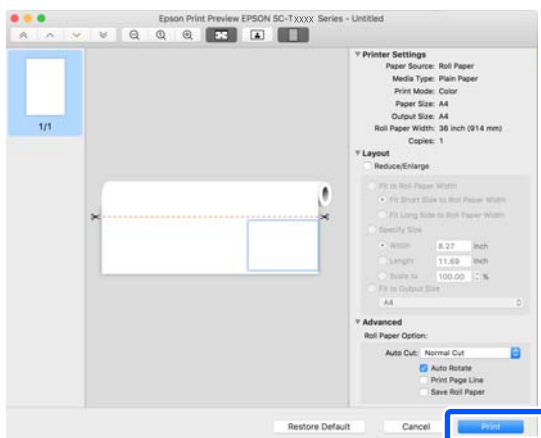 Epson Print Preview EPSON SC-TXXXX Series - Untitled
1/1
Printer Settings
Paper Source: Roll Paper
Media Type: Plain Paper
Print Mode: Color
Paper Size: A4
Output Size: A4
Roll Paper Width: 36 inch (914 mm)
Copies: 1
Layout
Reduce/Enlarge
Fit to Roll Paper Width
Fit Short Side to Roll Paper Width
Fit Long Side to Roll Paper Width
Specify Size
Width 8.27 inch
Length 11.69 inch
Scale to 100.00 %
Fit to Output Size
A4
Advanced
Roll Paper Option:
Auto Cut: Normal Cut
Auto Rotate
Print Page Line
Save Roll Paper
Restore Default Cancel Print